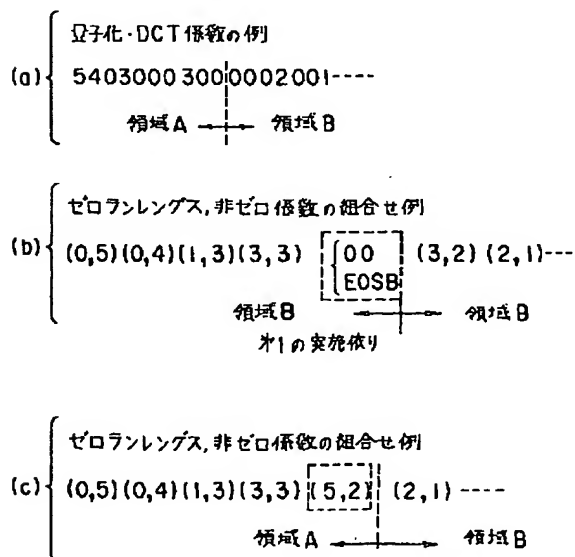 量子化・DCT係数の例
(a) 5403000300 0002001----
領域A 領域B
ゼロランレングス,非ゼロ係数の組合せ例
(b) (0,5)(0,4)(1,3)(3,3) 00 (3,2)(2,1)---
EOSB
領域B 領域B
才1の実施依り
ゼロランレングス,非ゼロ係数の組合せ例
(c) (0,5)(0,4)(1,3)(3,3)(5,2) (2,1)----
領域A 領域B